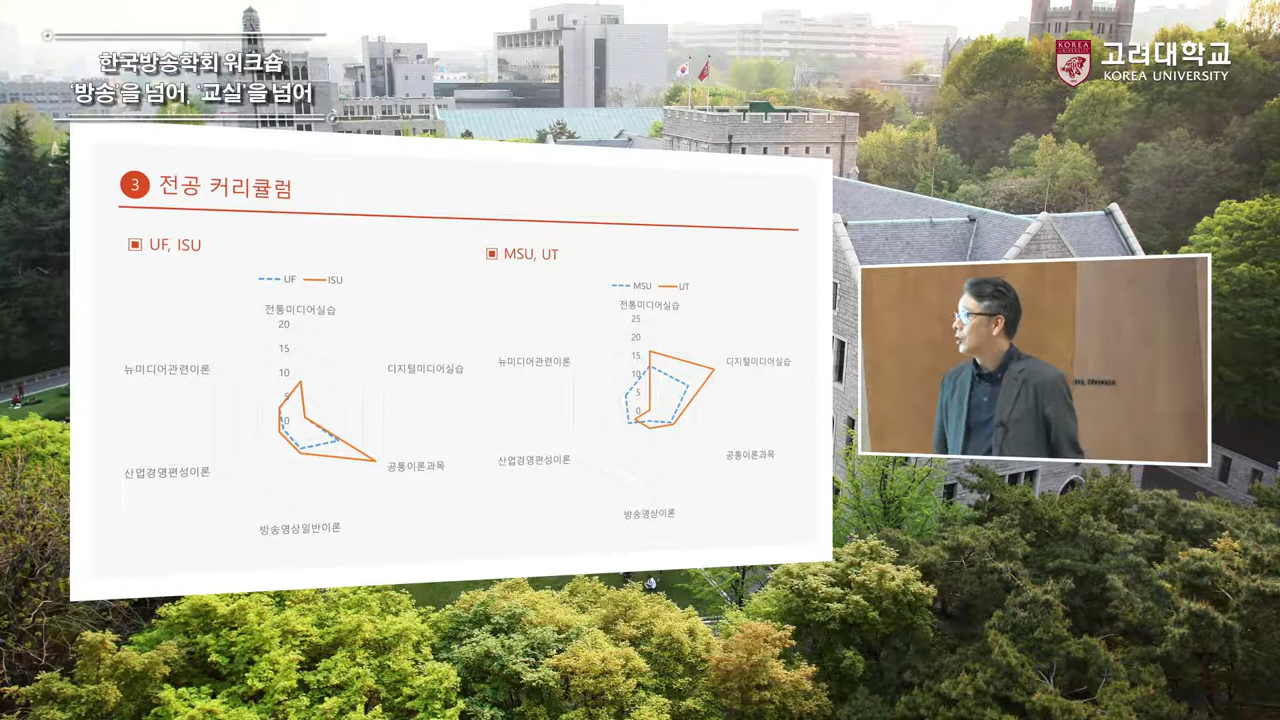 한국방송학회 워크숍
'방송'을 넘어, '교실'을 넘어
KOREA
UNIVERSITY
고려대학교
KOREA UNIVERSITY
3 전공 커리큘럼
UF, ISU
UF ISU
전통미디어실습
20
15
10
5
0
뉴미디어관련이론
디지털미디어실습
산업경영편성이론
공통이론과목
방송영상일반이론
MSU, UT
MSU UT
전통미디어실습
25
20
15
10
5
0
뉴미디어관련이론
디지털미디어실습
산업경영편성이론
공통이론과목
방송영상이론